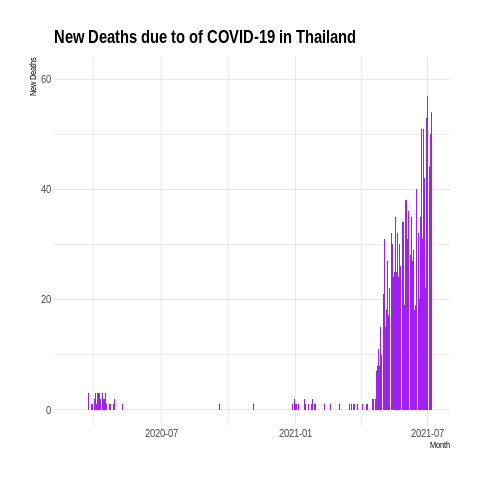 New Deaths due to of COVID-19 in Thailand
New Deaths
60
40
20
0
2020-07
2021-01
2021-07
Month